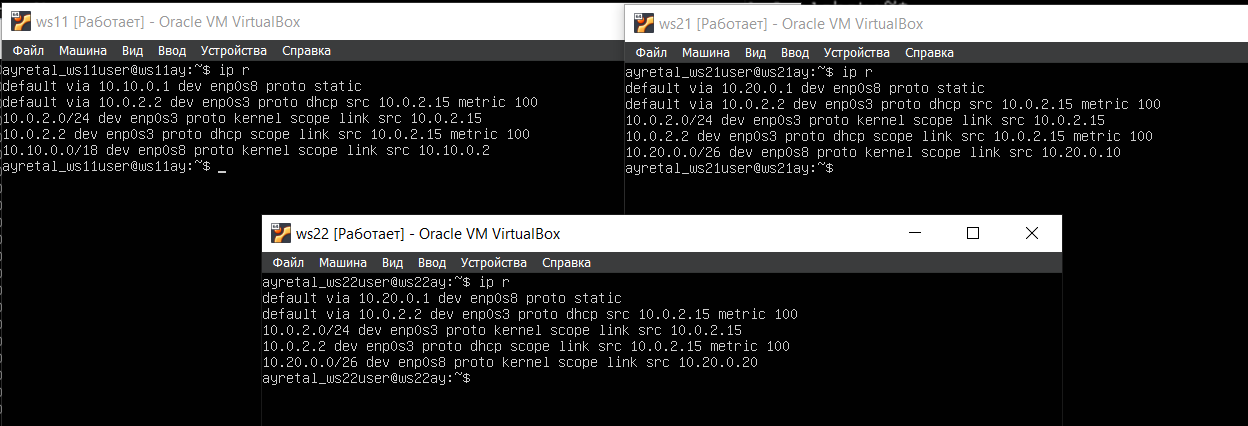 ws11 [Работает] - Oracle VM VirtualBox
Файл Машина Вид Ввод Устройства Справка
ayretal_ws11user@ws11ay:~$ ip r
default via 10.10.0.1 dev enp0s8 proto static
default via 10.0.2.2 dev enp0s3 proto dhcp src 10.0.2.15 metric 100
10.0.2.0/24 dev enp0s3 proto kernel scope link src 10.0.2.15
10.0.2.2 dev enp0s3 proto dhcp scope link src 10.0.2.15 metric 100
10.10.0.0/18 dev enp0s8 proto kernel scope link src 10.10.0.2
ayretal_ws11user@ws11ay:~$ _
ws21 [Работает] - Oracle VM VirtualBox
Файл Машина Вид Ввод Устройства Справка
ayretal_ws21user@ws21ay:~$ ip r
default via 10.20.0.1 dev enp0s8 proto static
default via 10.0.2.2 dev enp0s3 proto dhcp src 10.0.2.15 metric 100
10.0.2.0/24 dev enp0s3 proto kernel scope link src 10.0.2.15
10.0.2.2 dev enp0s3 proto dhcp scope link src 10.0.2.15 metric 100
10.20.0.0/26 dev enp0s8 proto kernel scope link src 10.20.0.10
ayretal_ws21user@ws21ay:~$
ws22 [Работает] - Oracle VM VirtualBox
Файл Машина Вид Ввод Устройства Справка
ayretal_ws22user@ws22ay:~$ ip r
default via 10.20.0.1 dev enp0s8 proto static
default via 10.0.2.2 dev enp0s3 proto dhcp src 10.0.2.15 metric 100
10.0.2.0/24 dev enp0s3 proto kernel scope link src 10.0.2.15
10.0.2.2 dev enp0s3 proto dhcp scope link src 10.0.2.15 metric 100
10.20.0.0/26 dev enp0s8 proto kernel scope link src 10.20.0.20
ayretal_ws22user@ws22ay:~$